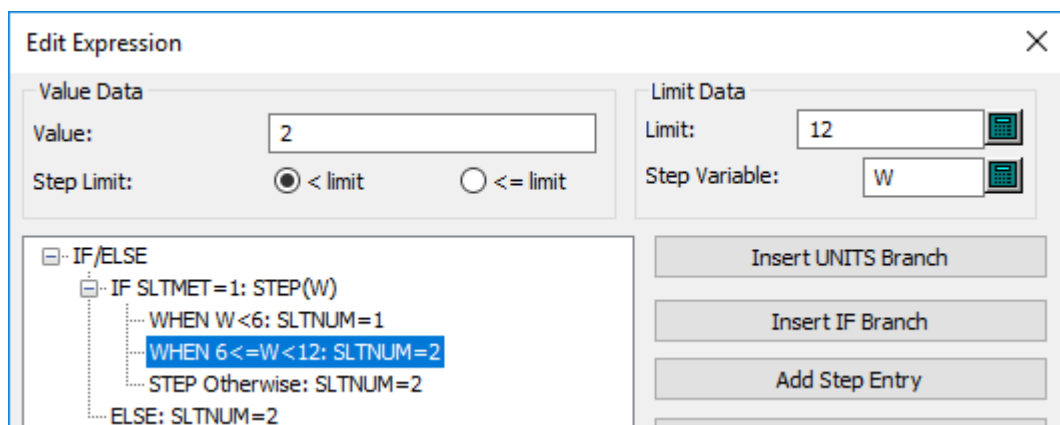 Edit Expression
Value Data
Value: 2
Step Limit: < limit <= limit
Limit Data
Limit: 12
Step Variable: W
IF/ELSE
IF SLTMET=1: STEP(W)
WHEN W<6: SLTNUM=1
WHEN 6<=W<12: SLTNUM=2
STEP Otherwise: SLTNUM=2
ELSE: SLTNUM=2
Insert UNITS Branch
Insert IF Branch
Add Step Entry